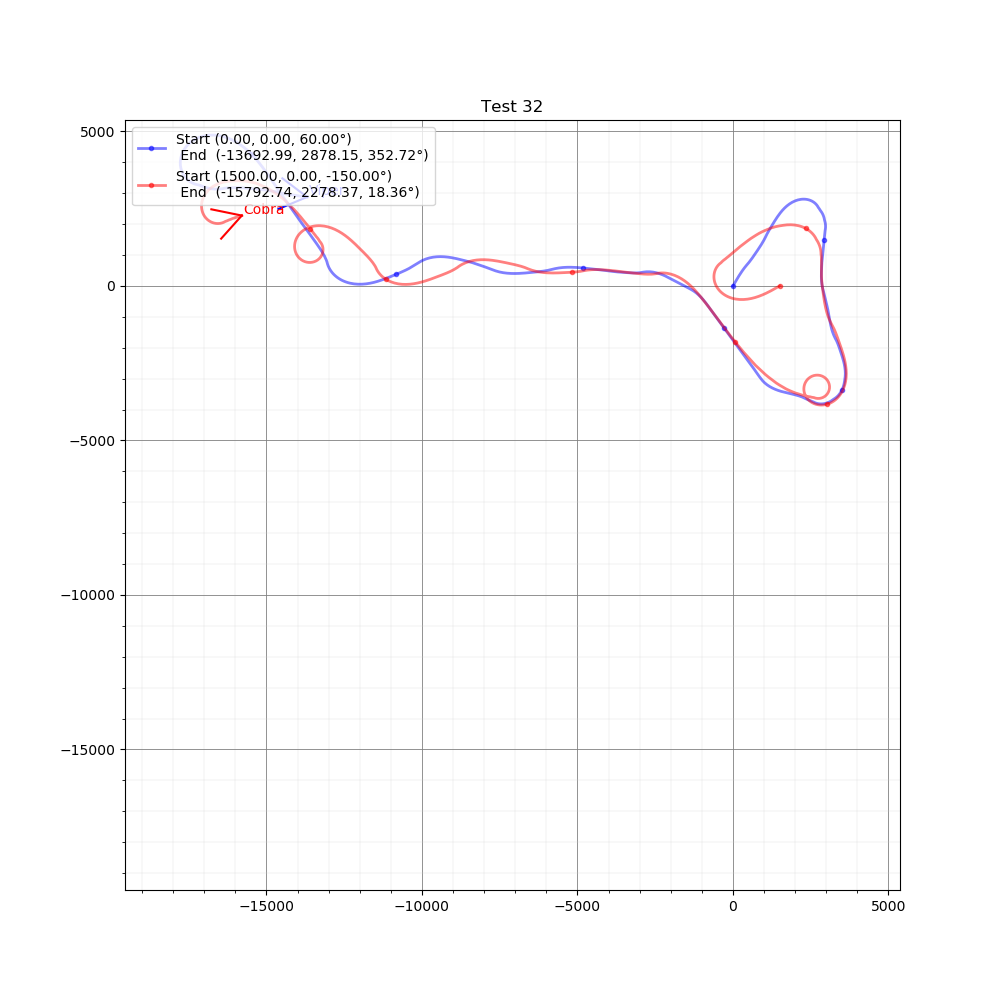 Test 32
Start (0.00, 0.00, 60.00°)
End (-13692.99, 2878.15, 352.72°)
Start (1500.00, 0.00, -150.00°)
End (-15792.74, 2278.37, 18.36°)
Cobra
5000
0
−5000
−10000
−15000
−15000 −10000 −5000 0 5000